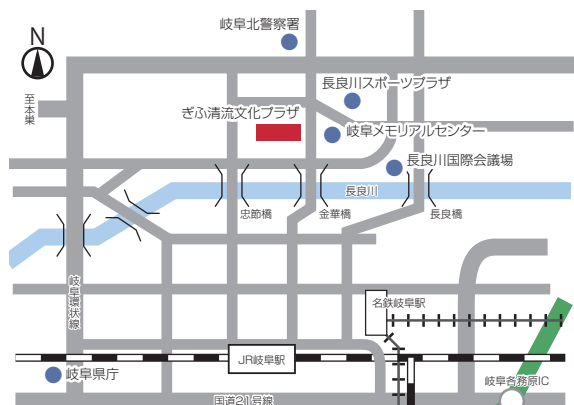 岐阜北警察署
N
長良川スポーツプラザ
至本巣
ぎふ清流文化プラザ
岐阜メモリアルセンター
長良川国際会議場
長良川
忠節橋
金華橋
長良橋
岐阜環状線
名鉄岐阜駅
JR岐阜駅
岐阜県庁
岐阜各務原IC
国道21号線